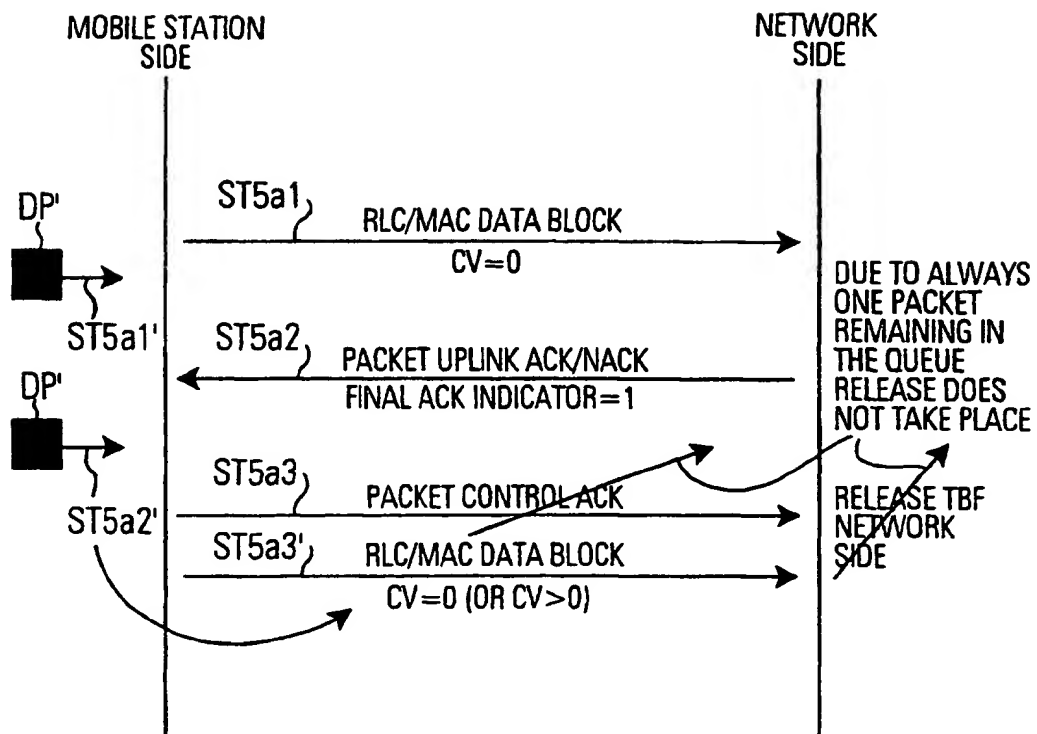 MOBILE STATION
SIDE
NETWORK
SIDE
DP'
ST5a1
RLC/MAC DATA BLOCK
CV=0
ST5a1'
DUE TO ALWAYS
ONE PACKET
REMAINING IN
THE QUEUE
RELEASE DOES
NOT TAKE PLACE
ST5a2
PACKET UPLINK ACK/NACK
FINAL ACK INDICATOR=1
DP'
ST5a2'
ST5a3
PACKET CONTROL ACK
RELEASE TBF
NETWORK
SIDE
ST5a3'
RLC/MAC DATA BLOCK
CV=0 (OR CV>0)